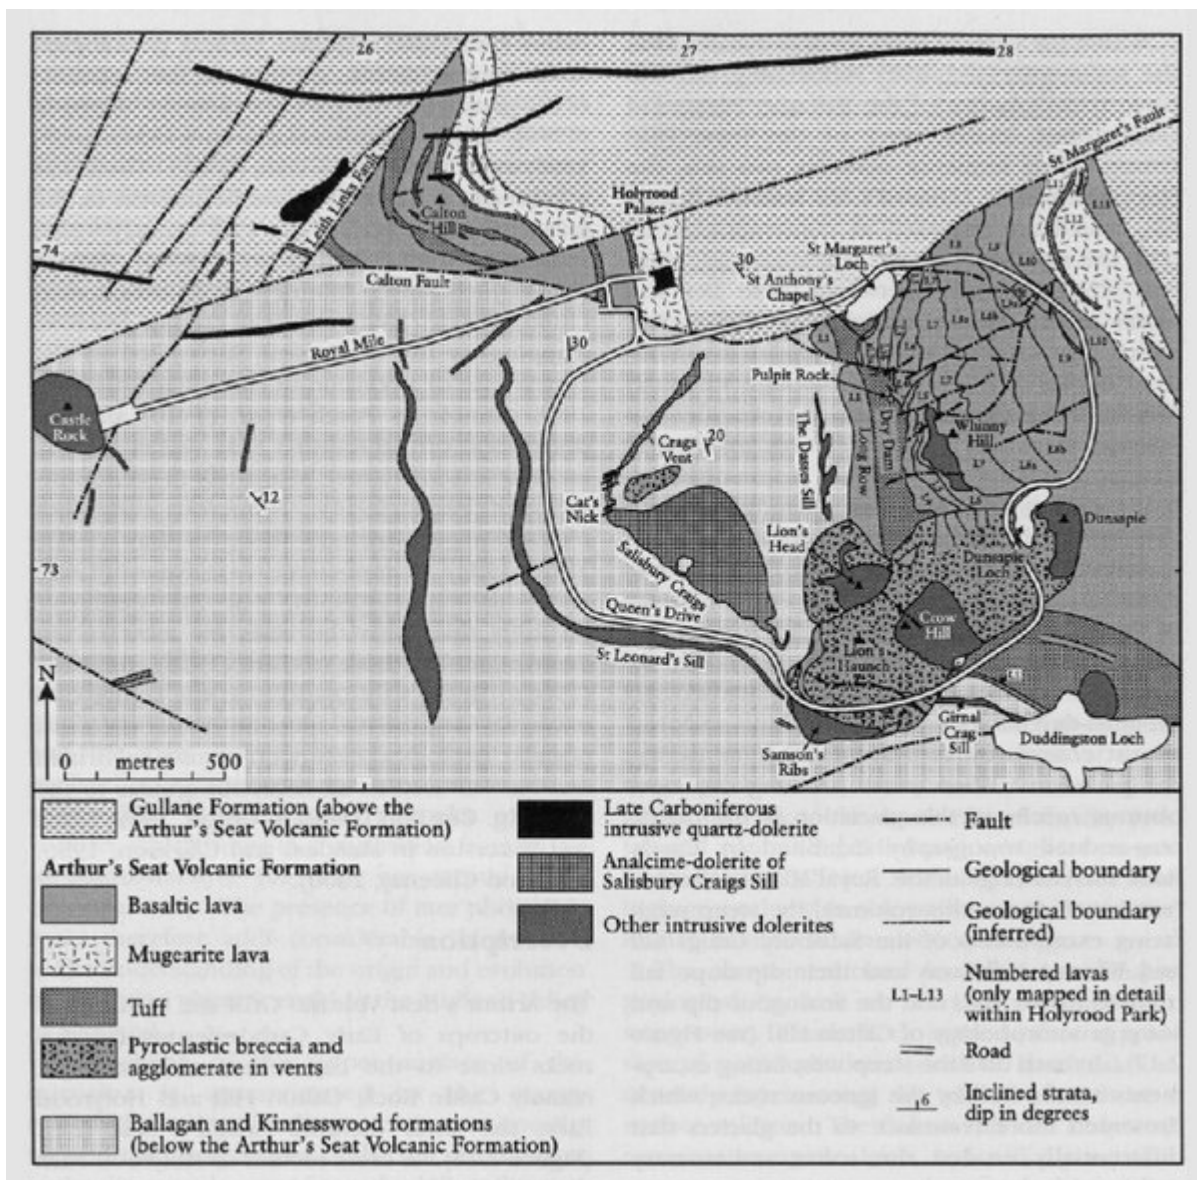 26
27
28
St Margaret's Fault
Leith Links Fault
Holyrood
Palace
Calton
Hill
L11
L12
L13
74
St Margaret's
Loch
30
St Anthony's
Chapel
Calton Fault
Royal Mile
30
Pulpit Rock
Castle
Rock
Whinny
Hill
Long Row
Dry Dam
The Dasses Sill
Crags
Vent
20
12
Cat's
Nick
Lion's
Head
Dunsapie
Dunsapie
Loch
73
Salisbury Craigs
Queen's Drive
Crow
Hill
St Leonard's Sill
Lion's
Haunch
N
Girnal
Crag
Sill
Duddingston Loch
Samson's
Ribs
0 metres 500
Gullane Formation (above the
Arthur's Seat Volcanic Formation)
Arthur's Seat Volcanic Formation
Basaltic lava
Mugearite lava
Tuff
Pyroclastic breccia and
agglomerate in vents
Ballagan and Kinnesswood formations
(below the Arthur's Seat Volcanic Formation)
Late Carboniferous
intrusive quartz-dolerite
Analcime-dolerite of
Salisbury Craigs Sill
Other intrusive dolerites
Fault
Geological boundary
Geological boundary
(inferred)
L1–L13
Numbered lavas
(only mapped in detail
within Holyrood Park)
Road
16
Inclined strata,
dip in degrees